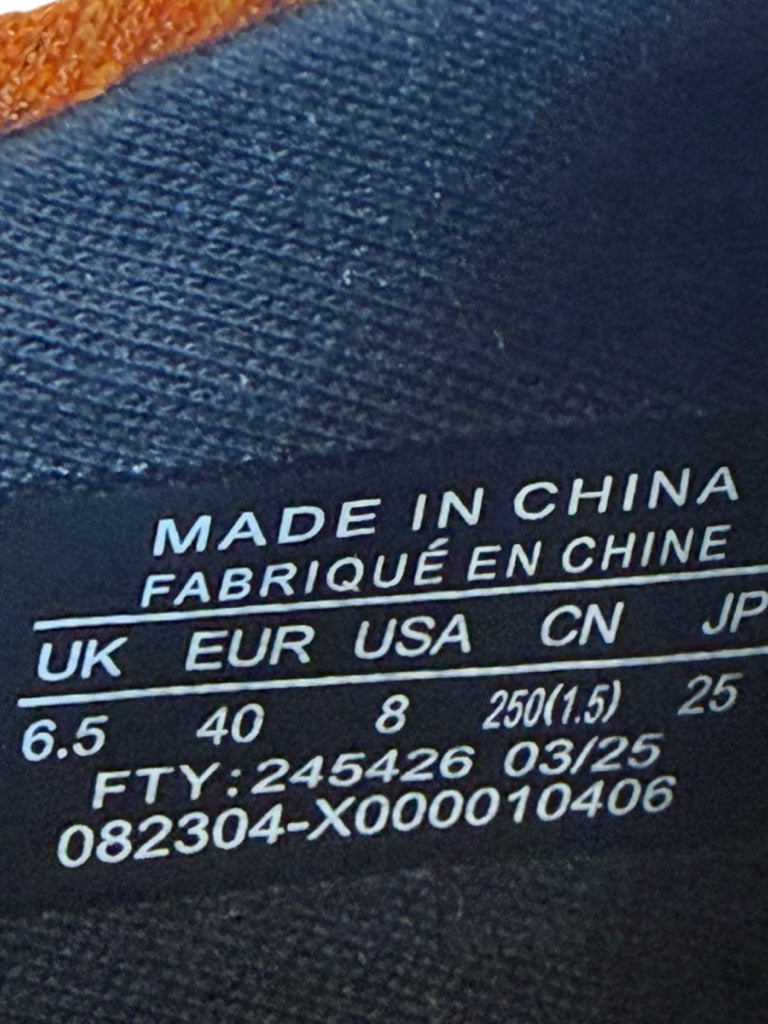 MADE IN CHINA
FABRIQUÉ EN CHINE
UK EUR USA CN JP
6.5 40 8 250(1.5) 25
FTY:245426 03/25
082304-X000010406